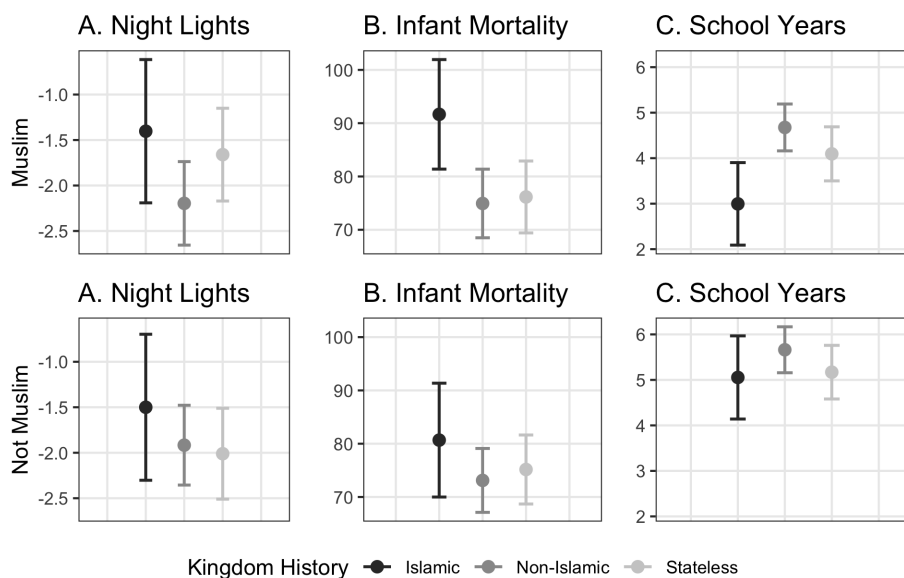 A. Night Lights
B. Infant Mortality
C. School Years
Muslim
-1.0
-1.5
-2.0
-2.5
100
90
80
70
6
5
4
3
2
A. Night Lights
B. Infant Mortality
C. School Years
Not Muslim
-1.0
-1.5
-2.0
-2.5
100
90
80
70
6
5
4
3
2
Kingdom History Islamic Non-Islamic Stateless